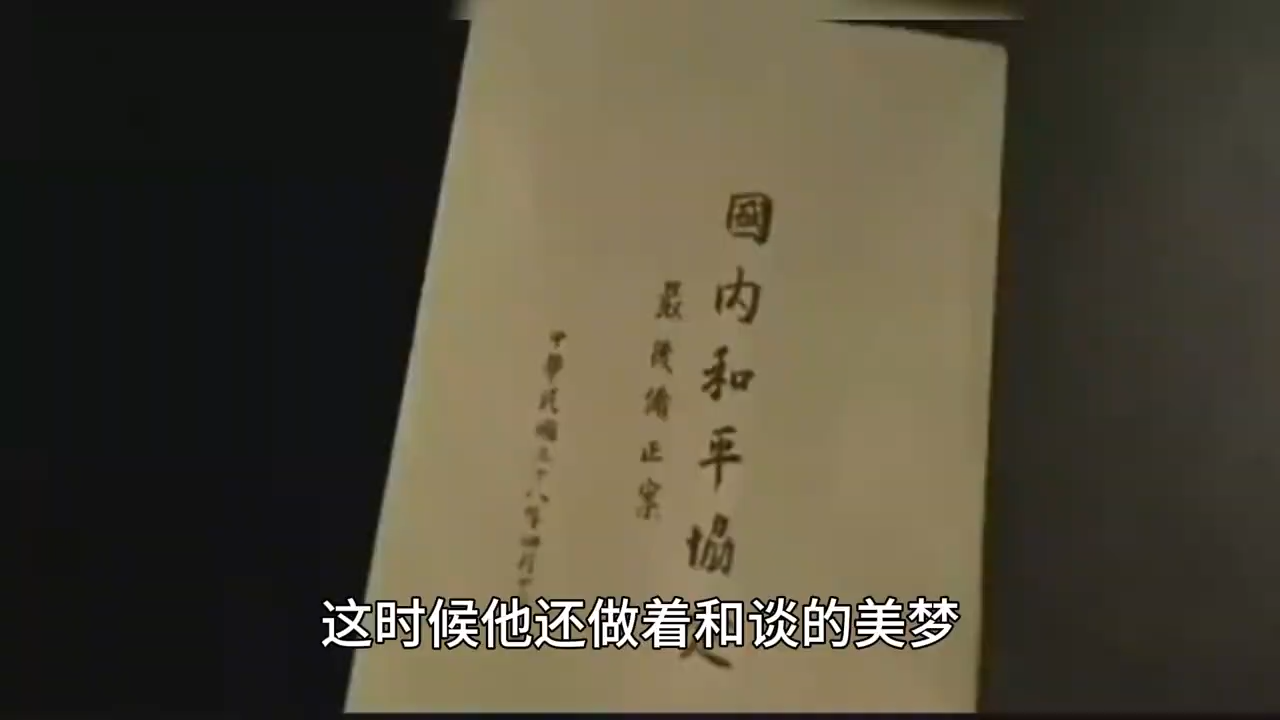 國内和平協
最後修正案
中華民國三十八年四月十
这时候他还做着和谈的美梦